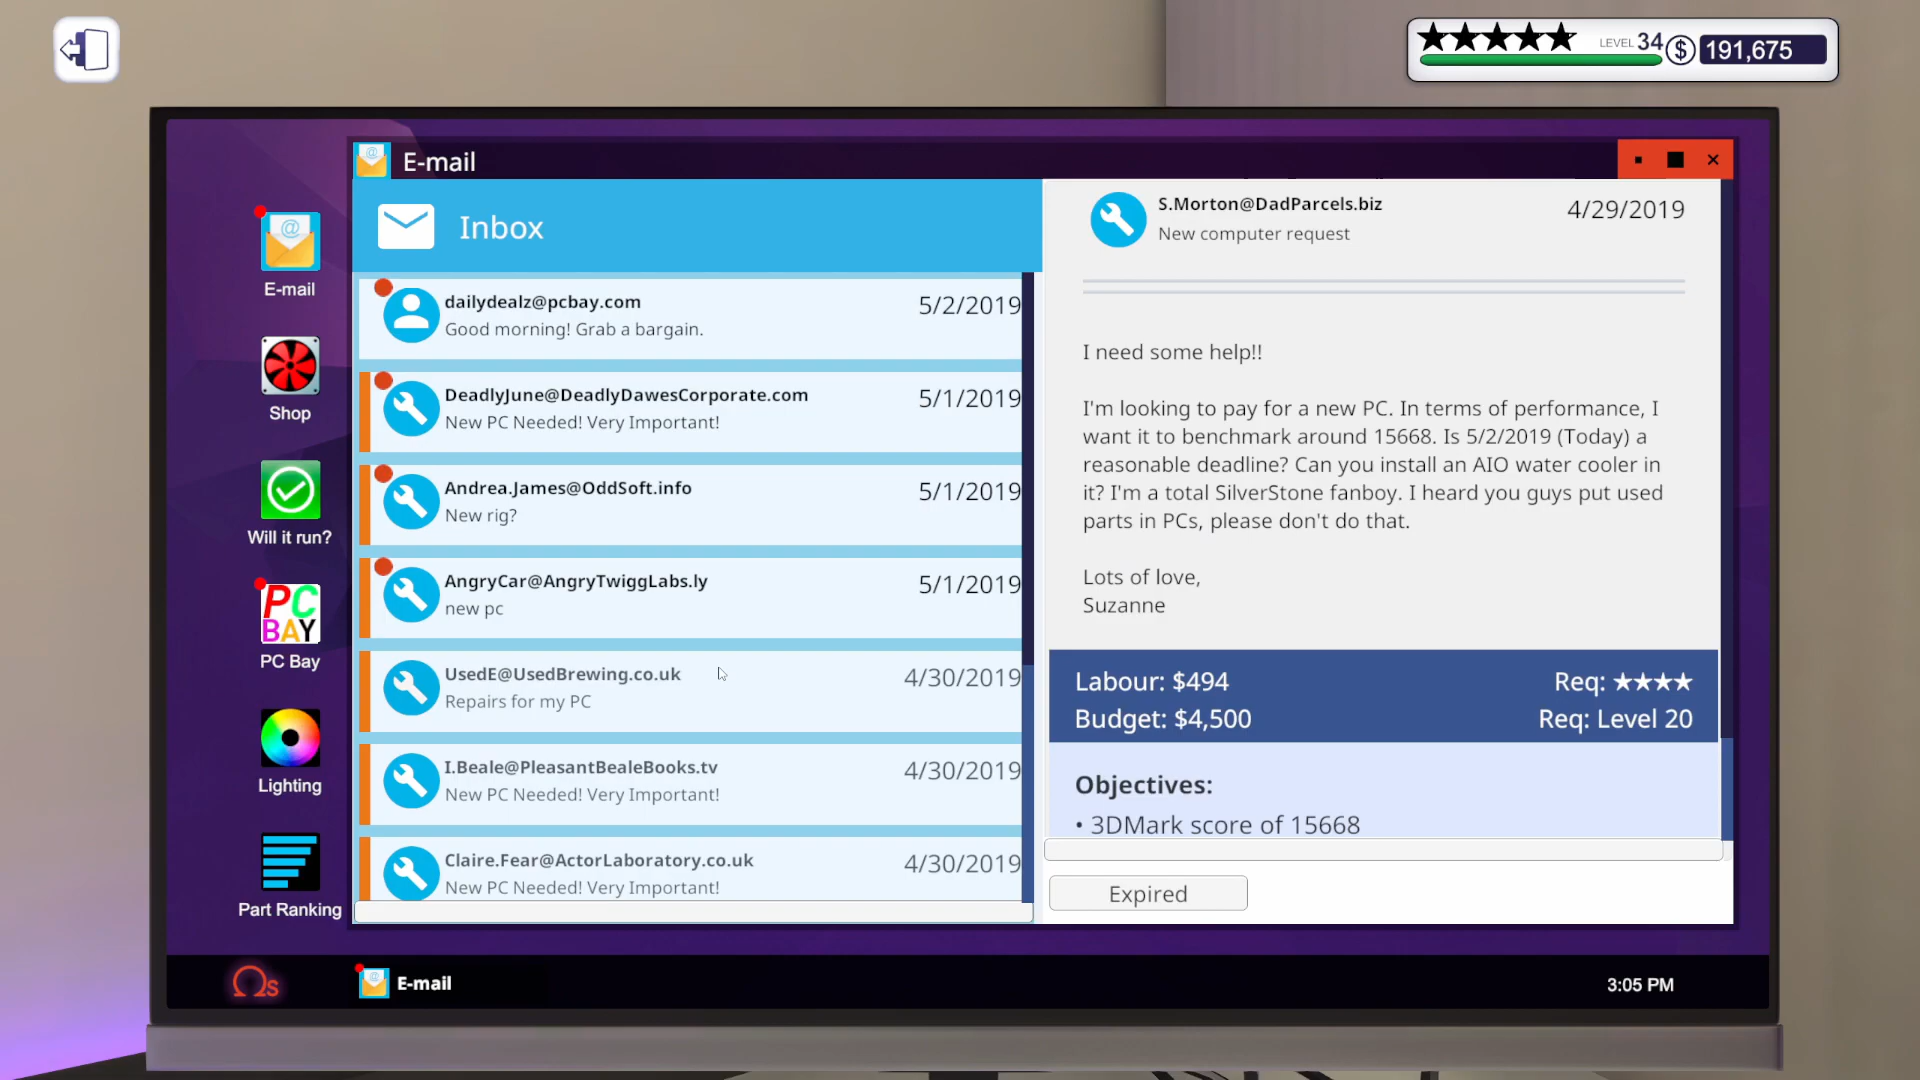 ★★★★★ LEVEL 34 $ 191,675
E-mail
Inbox
dailydealz@pcbay.com 5/2/2019
Good morning! Grab a bargain.
DeadlyJune@DeadlyDawesCorporate.com 5/1/2019
New PC Needed! Very Important!
Andrea.James@OddSoft.info 5/1/2019
New rig?
AngryCar@AngryTwiggLabs.ly 5/1/2019
new pc
UsedE@UsedBrewing.co.uk 4/30/2019
Repairs for my PC
I.Beale@PleasantBealeBooks.tv 4/30/2019
New PC Needed! Very Important!
Claire.Fear@ActorLaboratory.co.uk 4/30/2019
New PC Needed! Very Important!
S.Morton@DadParcels.biz 4/29/2019
New computer request
I need some help!!
I'm looking to pay for a new PC. In terms of performance, I
want it to benchmark around 15668. Is 5/2/2019 (Today) a
reasonable deadline? Can you install an AIO water cooler in
it? I'm a total SilverStone fanboy. I heard you guys put used
parts in PCs, please don't do that.
Lots of love,
Suzanne
Labour: $494 Req: ★★★★
Budget: $4,500 Req: Level 20
Objectives:
• 3DMark score of 15668
Expired
E-mail
Shop
Will it run?
PC
BAY
PC Bay
Lighting
Part Ranking
Ωs
E-mail
3:05 PM